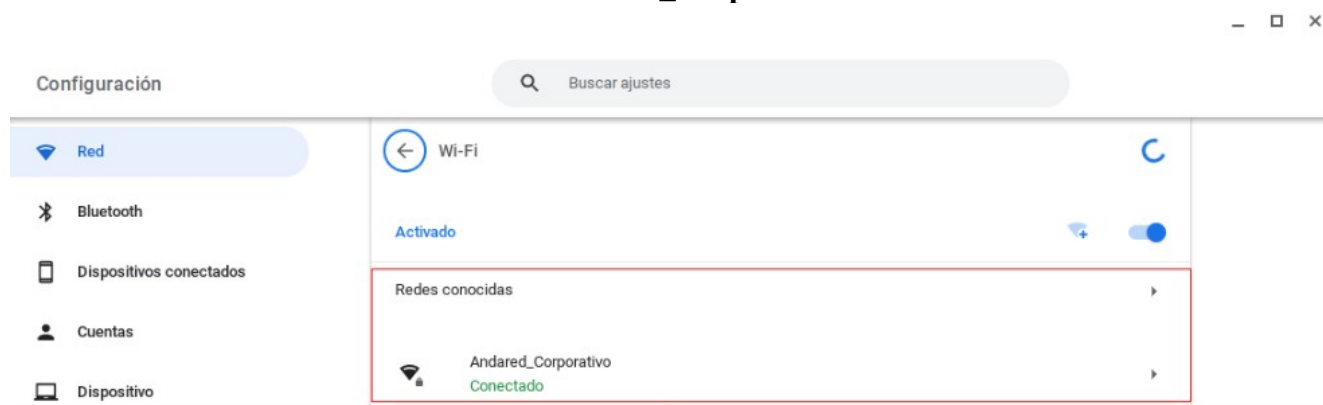 Configuración
Buscar ajustes
Red
Wi-Fi
Bluetooth
Activado
Dispositivos conectados
Redes conocidas
Cuentas
Andared_Corporativo
Conectado
Dispositivo